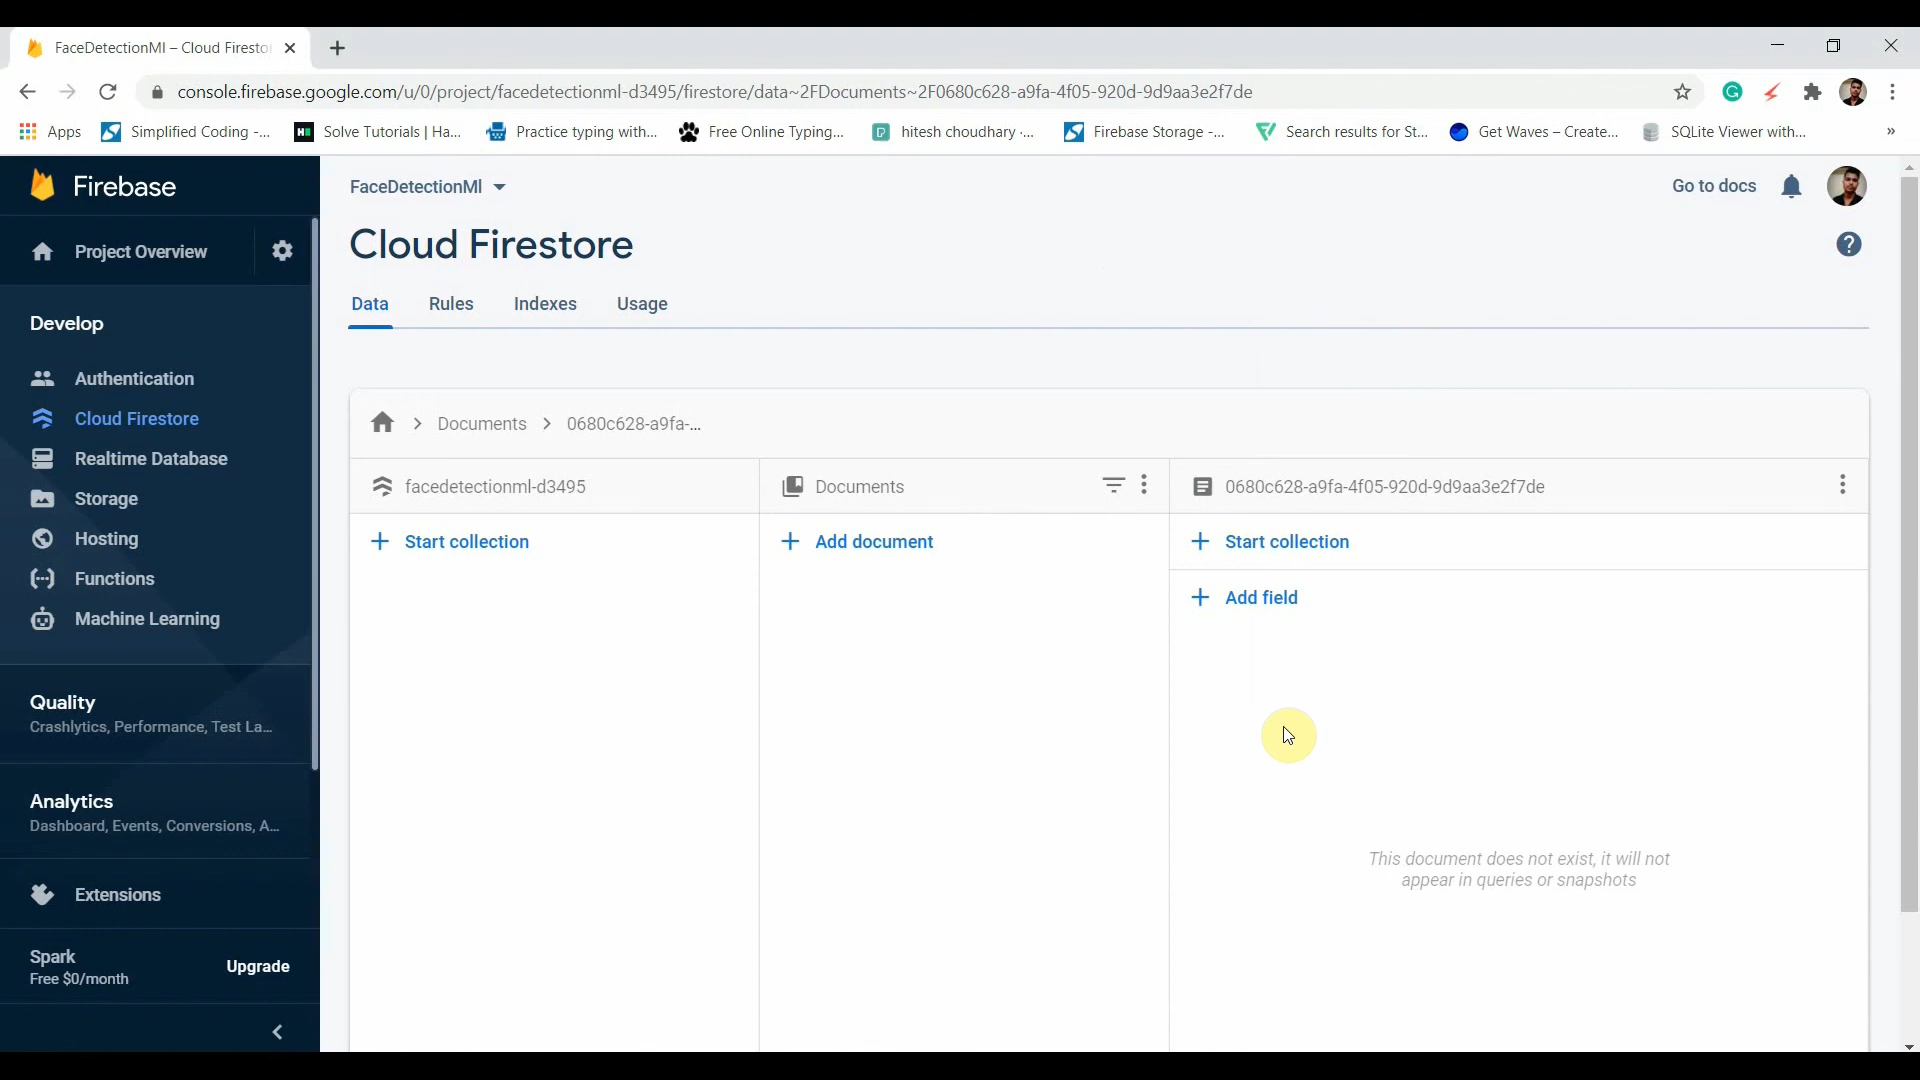 FaceDetectionMl – Cloud Firesto
console.firebase.google.com/u/0/project/facedetectionml-d3495/firestore/data~2FDocuments~2F0680c628-a9fa-4f05-920d-9d9aa3e2f7de
Apps
Simplified Coding -...
Solve Tutorials | Ha...
Practice typing with...
Free Online Typing...
hitesh choudhary -...
Firebase Storage -...
Search results for St...
Get Waves – Create...
SQLite Viewer with...
»
Firebase
Project Overview
Develop
Authentication
Cloud Firestore
Realtime Database
Storage
Hosting
Functions
Machine Learning
Quality
Crashlytics, Performance, Test La...
Analytics
Dashboard, Events, Conversions, A...
Extensions
Spark
Free $0/month
Upgrade
FaceDetectionMl
Go to docs
Cloud Firestore
Data
Rules
Indexes
Usage
Documents
0680c628-a9fa-...
facedetectionml-d3495
Start collection
Documents
Add document
0680c628-a9fa-4f05-920d-9d9aa3e2f7de
Start collection
Add field
This document does not exist, it will not
appear in queries or snapshots